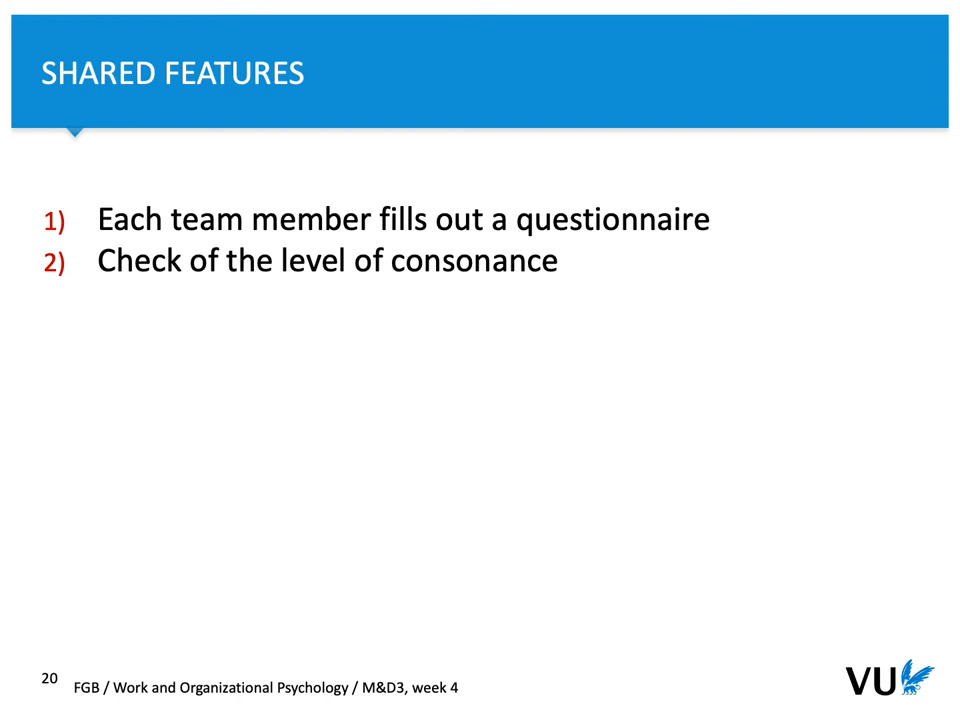 SHARED FEATURES
1) Each team member fills out a questionnaire
2) Check of the level of consonance
20
FGB / Work and Organizational Psychology / M&D3, week 4
VU